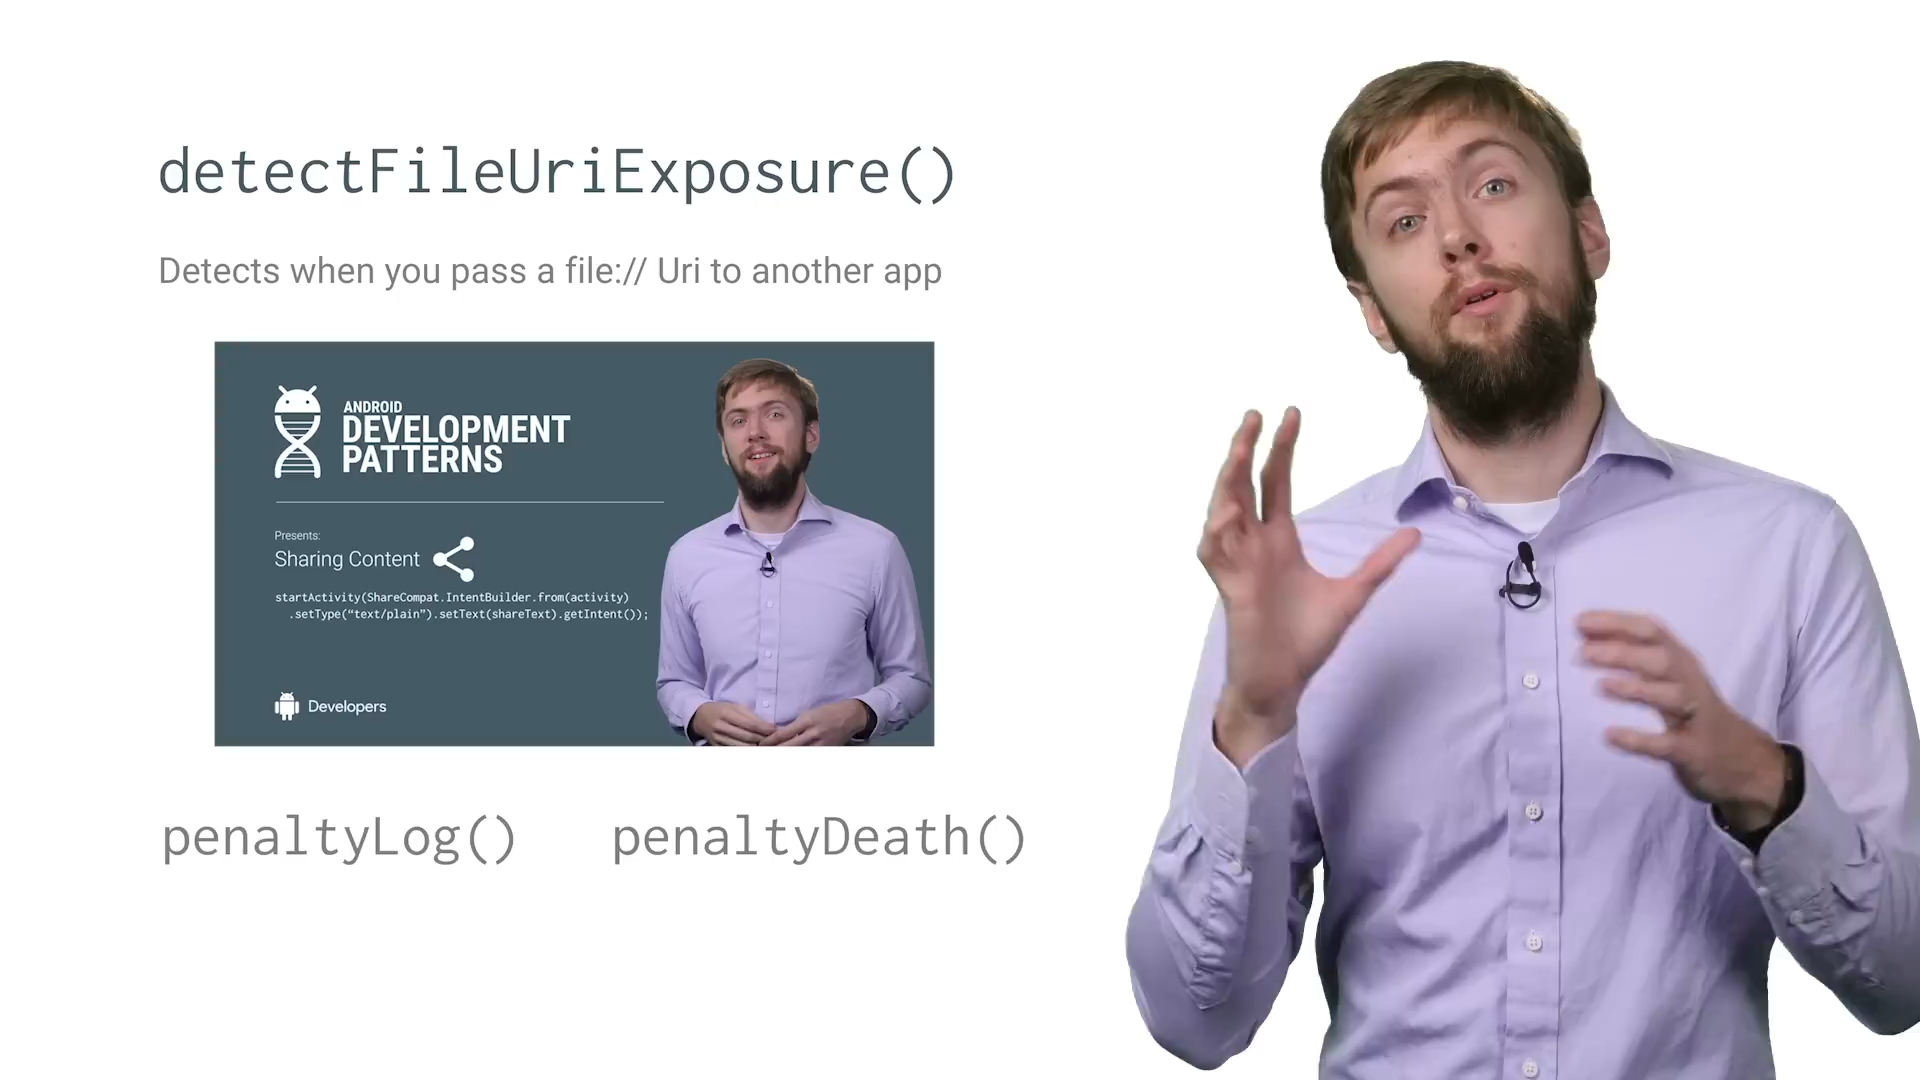 detectFileUriExposure()
Detects when you pass a file:// Uri to another app
ANDROID
DEVELOPMENT
PATTERNS
Presents:
Sharing Content
startActivity(ShareCompat.IntentBuilder.from(activity)
.setType(“text/plain”).setText(shareText).getIntent());
Developers
penaltyLog() penaltyDeath()